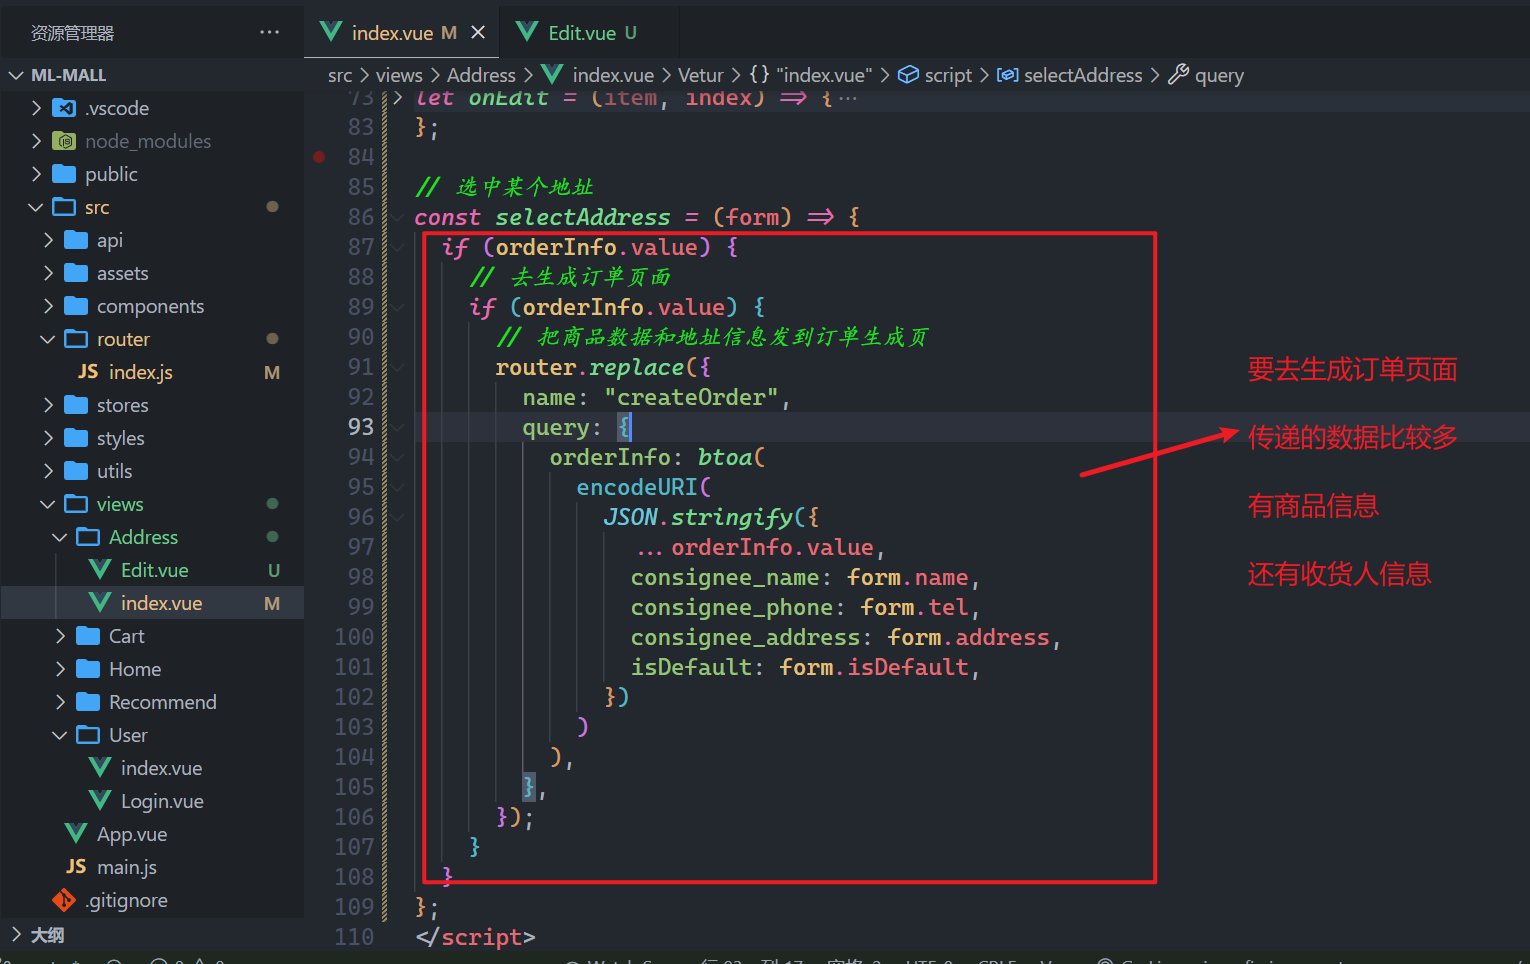 资源管理器 ···
index.vue M ×
Edit.vue U
ML-MALL
src > views > Address > index.vue > Vetur > {} "index.vue" > script > selectAddress > query
.vscode
node_modules
public
src
api
assets
components
router
JS index.js M
stores
styles
utils
views
Address
Edit.vue U
index.vue M
Cart
Home
Recommend
User
index.vue
Login.vue
App.vue
JS main.js
.gitignore
大纲
73 let onEdit = (item, index) => {···
83 };
84
85 // 选中某个地址
86 const selectAddress = (form) => {
87 if (orderInfo.value) {
88 // 去生成订单页面
89 if (orderInfo.value) {
90 // 把商品数据和地址信息发到订单生成页
91 router.replace({
92 name: "createOrder",
93 query: {
94 orderInfo: btoa(
95 encodeURI(
96 JSON.stringify({
97 ...orderInfo.value,
98 consignee_name: form.name,
99 consignee_phone: form.tel,
100 consignee_address: form.address,
101 isDefault: form.isDefault,
102 })
103 )
104 ),
105 },
106 });
107 }
108 }
109 };
110 </script>
要去生成订单页面
传递的数据比较多
有商品信息
还有收货人信息